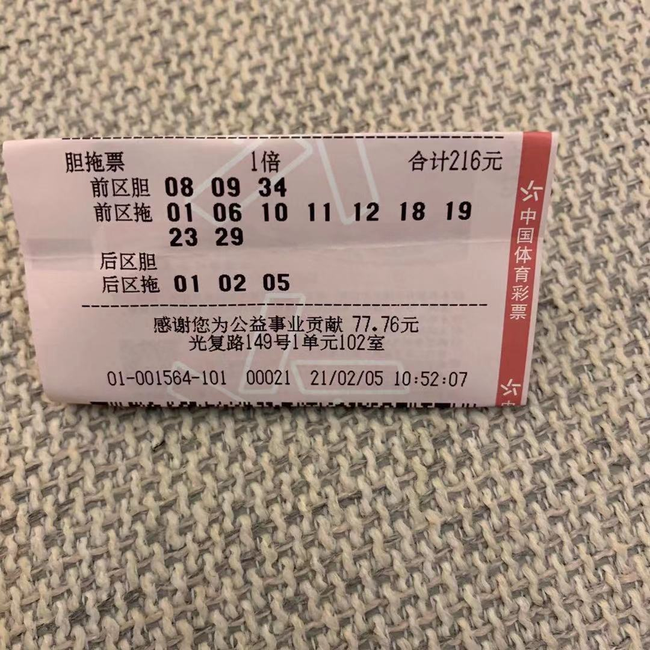 胆拖票 1倍 合计216元
前区胆 08 09 34
前区拖 01 06 10 11 12 18 19
23 29
后区胆
后区拖 01 02 05
感谢您为公益事业贡献 77.76元
光复路149号1单元102室
01-001564-101 00021 21/02/05 10:52:07
中国体育彩票
中